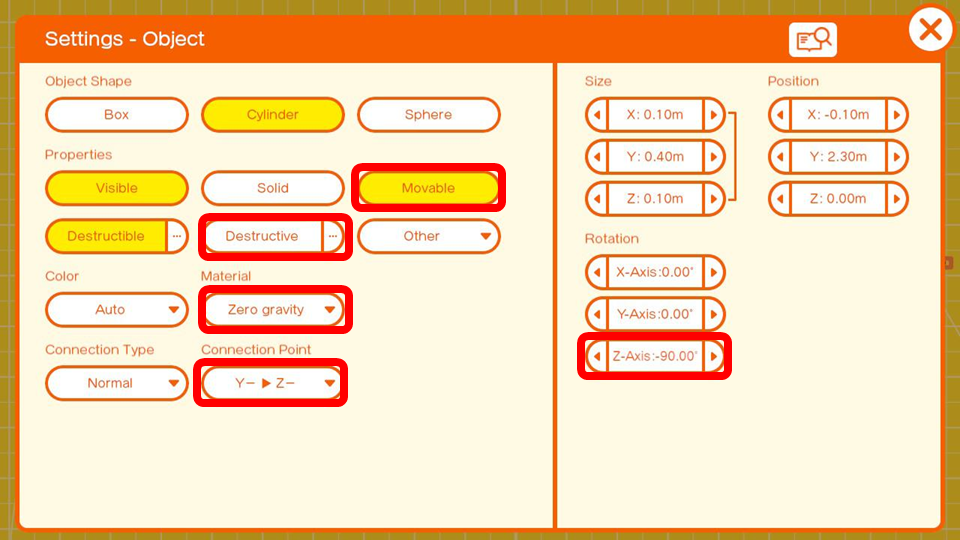 Settings - Object
Object Shape
Box
Cylinder
Sphere
Properties
Visible
Solid
Movable
Destructible ...
Destructive ...
Other
Color
Material
Auto
Zero gravity
Connection Type
Connection Point
Normal
Y− ▶ Z−
Size
X: 0.10m
Y: 0.40m
Z: 0.10m
Position
X: -0.10m
Y: 2.30m
Z: 0.00m
Rotation
X-Axis:0.00°
Y-Axis:0.00°
Z-Axis:-90.00°